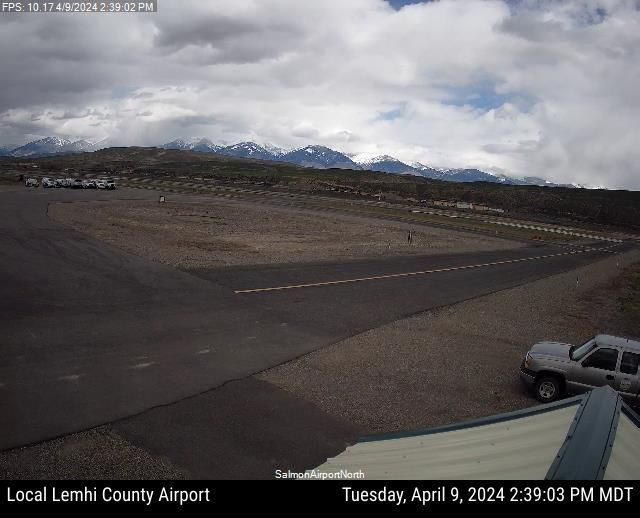 FPS: 10.17 4/9/2024 2:39:02 PM
SalmonAirportNorth
Local Lemhi County Airport Tuesday, April 9, 2024 2:39:03 PM MDT